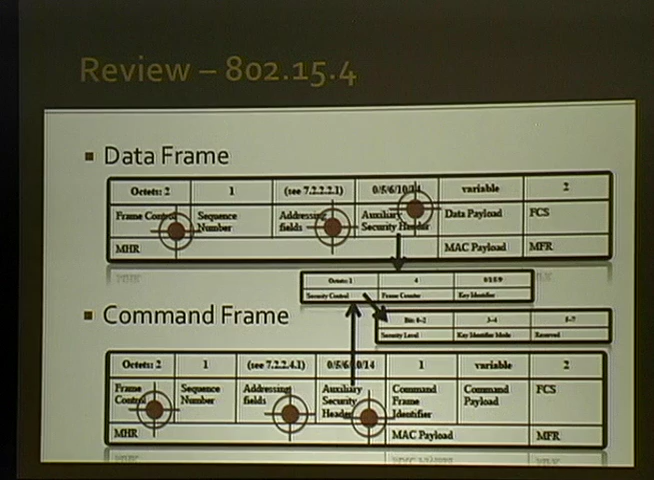 Review – 802.15.4
Data Frame
Octets: 2 1 (see 7.2.2.2.1) 0/5/6/10/14 variable 2
Frame Control Sequence Number Addressing fields Auxiliary Security Header Data Payload FCS
MHR MAC Payload MFR
Octets: 1 4 0/1/5/9
Security Control Frame Counter Key Identifier
Command Frame
Bit: 0-2 3-4 5-7
Security Level Key Identifier Mode Reserved
Octets: 2 1 (see 7.2.2.4.1) 0/5/6/10/14 1 variable 2
Frame Control Sequence Number Addressing fields Auxiliary Security Header Command Frame Identifier Command Payload FCS
MHR MAC Payload MFR